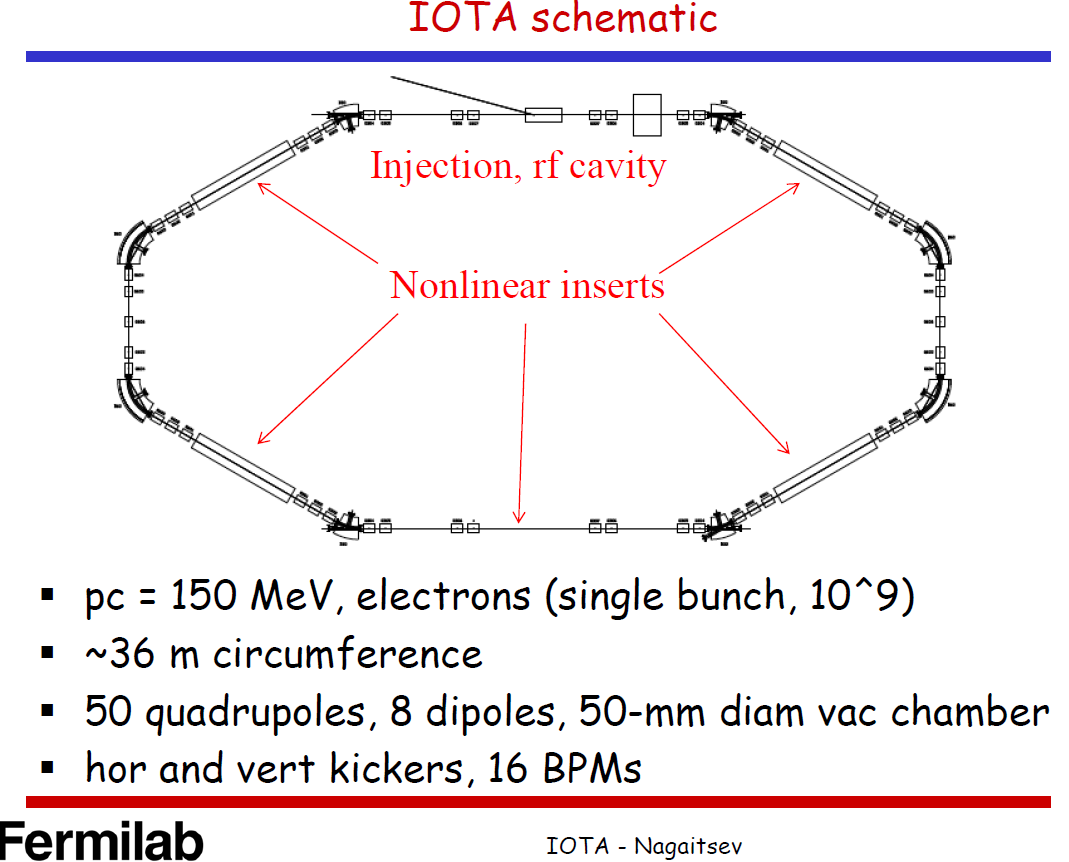 IOTA schematic
Injection, rf cavity
Nonlinear inserts
▪ pc = 150 MeV, electrons (single bunch, 10^9)
▪ ~36 m circumference
▪ 50 quadrupoles, 8 dipoles, 50-mm diam vac chamber
▪ hor and vert kickers, 16 BPMs
Fermilab
IOTA - Nagaitsev